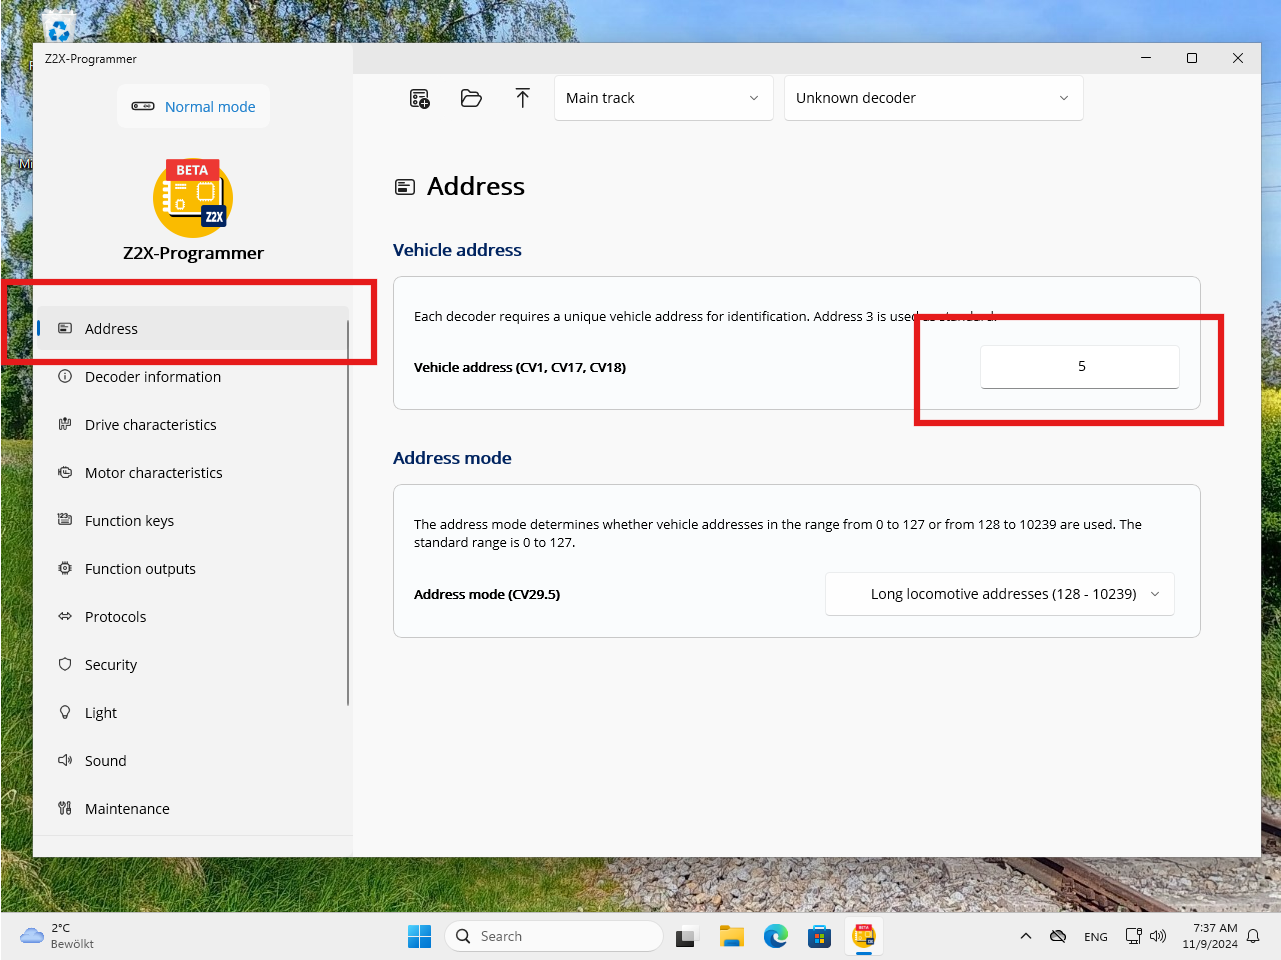 Z2X-Programmer
Normal mode
Main track
Unknown decoder
BETA
Z2X
Z2X-Programmer
Address
Decoder information
Drive characteristics
Motor characteristics
Function keys
Function outputs
Protocols
Security
Light
Sound
Maintenance
Address
Vehicle address
Each decoder requires a unique vehicle address for identification. Address 3 is used as standard.
Vehicle address (CV1, CV17, CV18)
5
Address mode
The address mode determines whether vehicle addresses in the range from 0 to 127 or from 128 to 10239 are used. The
standard range is 0 to 127.
Address mode (CV29.5)
Long locomotive addresses (128 - 10239)
2°C
Bewölkt
Search
BETA
ENG
7:37 AM
11/9/2024